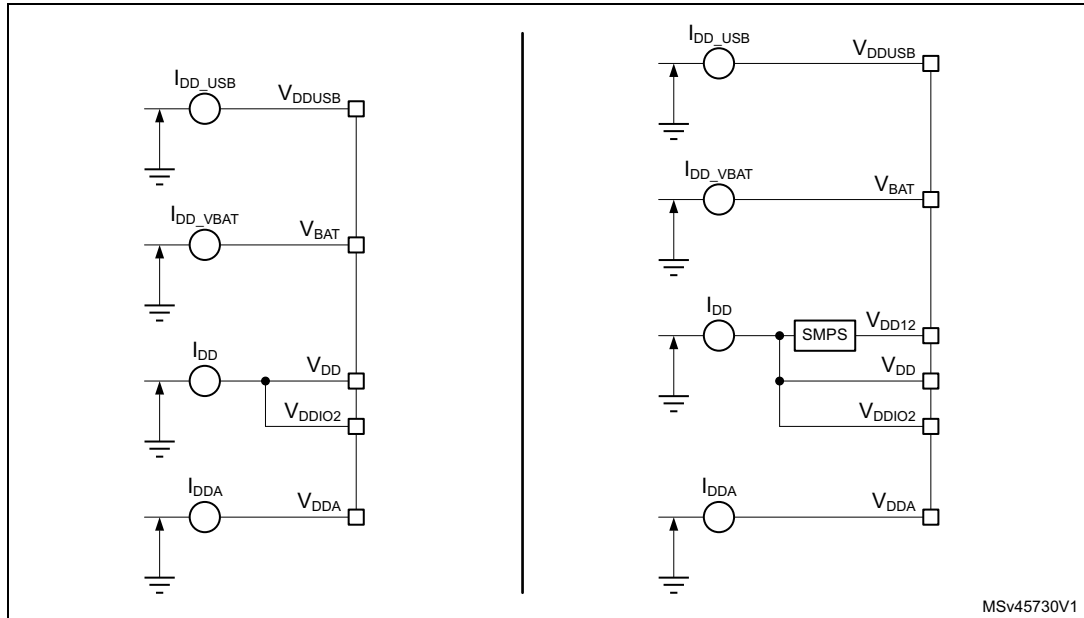 I_DD_USB
V_DDUSB
I_DD_VBAT
V_BAT
I_DD
V_DD
V_DDIO2
I_DDA
V_DDA
I_DD_USB
V_DDUSB
I_DD_VBAT
V_BAT
I_DD
SMPS
V_DD12
V_DD
V_DDIO2
I_DDA
V_DDA
MSv45730V1